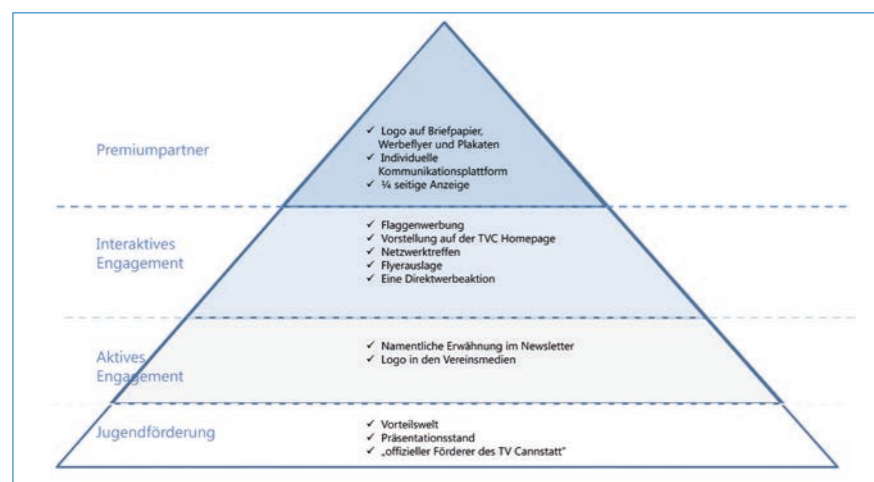 Premiumpartner
✓ Logo auf Briefpapier,
Werbeflyer und Plakaten
✓ Individuelle
Kommunikationsplattform
✓ ¼ seitige Anzeige
Interaktives
Engagement
✓ Flaggenwerbung
✓ Vorstellung auf der TVC Homepage
✓ Netzwerktreffen
✓ Flyerauslage
✓ Eine Direktwerbeaktion
Aktives
Engagement
✓ Namentliche Erwähnung im Newsletter
✓ Logo in den Vereinsmedien
Jugendförderung
✓ Vorteilswelt
✓ Präsentationsstand
✓ „offizieller Förderer des TV Cannstatt“